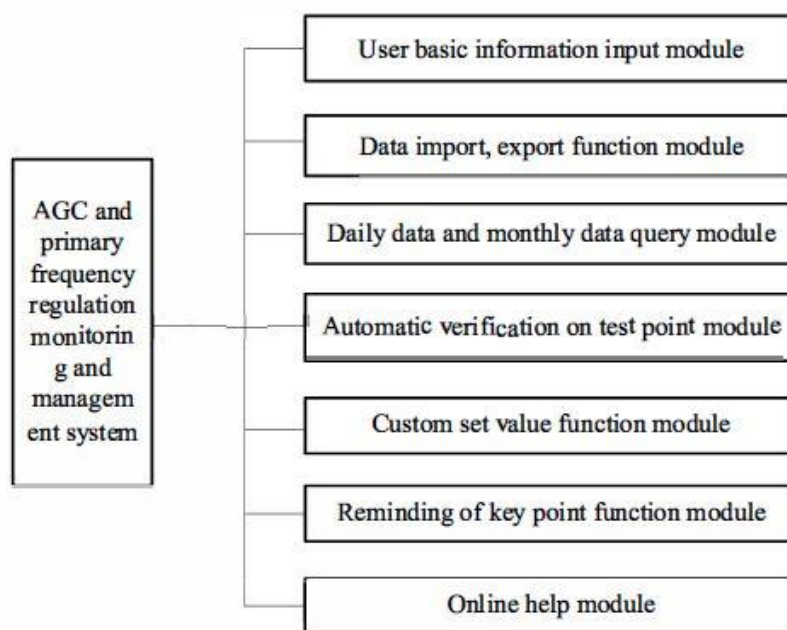 User basic information input module
Data import, export function module
Daily data and monthly data query module
AGC and
primary
frequency
regulation
monitorin
g and
managem
ent system
Automatic verification on test point module
Custom set value function module
Reminding of key point function module
Online help module